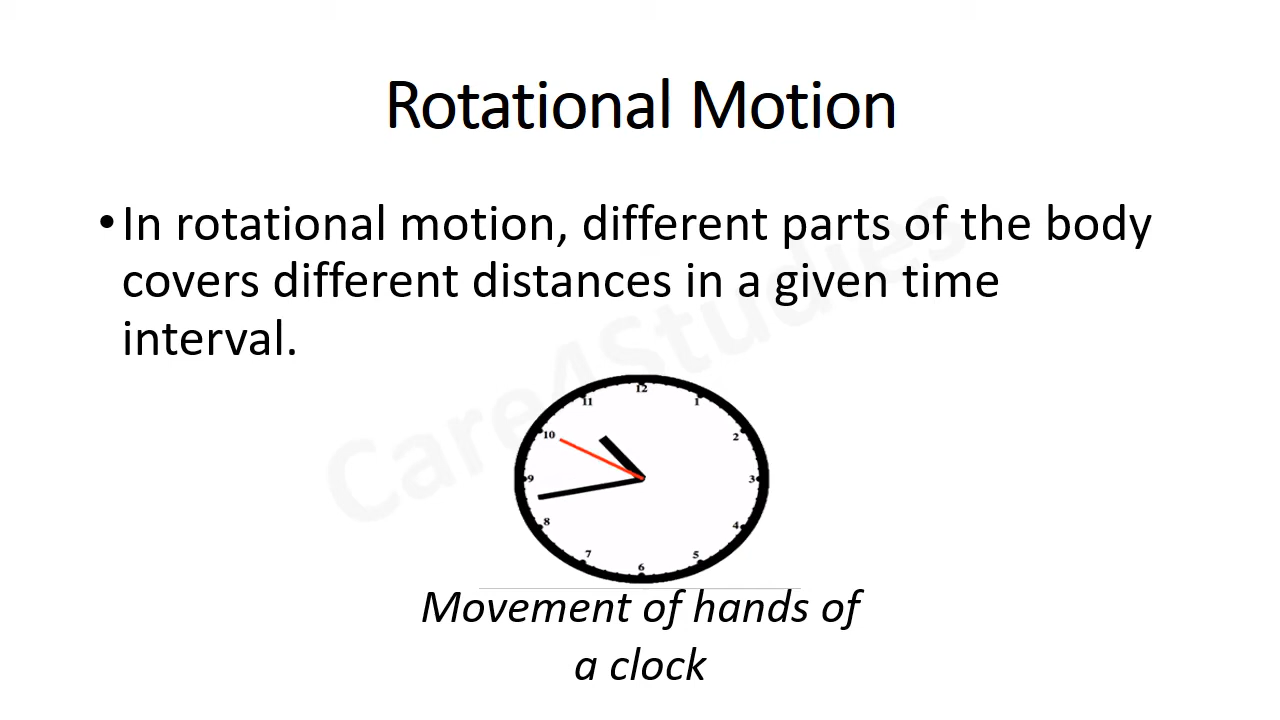 Rotational Motion
•In rotational motion, different parts of the body
covers different distances in a given time
interval.
Care4Studies
12
11
1
10
2
9
3
8
4
7
5
6
Movement of hands of
a clock